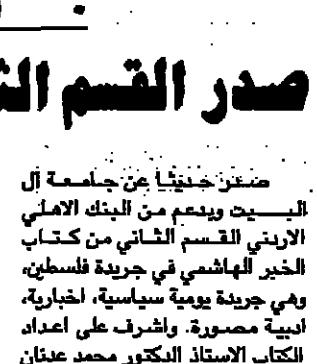 صدر القسم الث
صدر حديثا عن جامعة آل
البيت وبدعم من البنك الاهلي
الاردني القسم الثاني من كتاب
الخبر الهاشمي في جريدة فلسطين،
وهي جريدة يومية سياسية، اخبارية،
ادبية مصورة. واشرف على اعداد
الكتاب الاستاذ الدكتور محمد عدنان